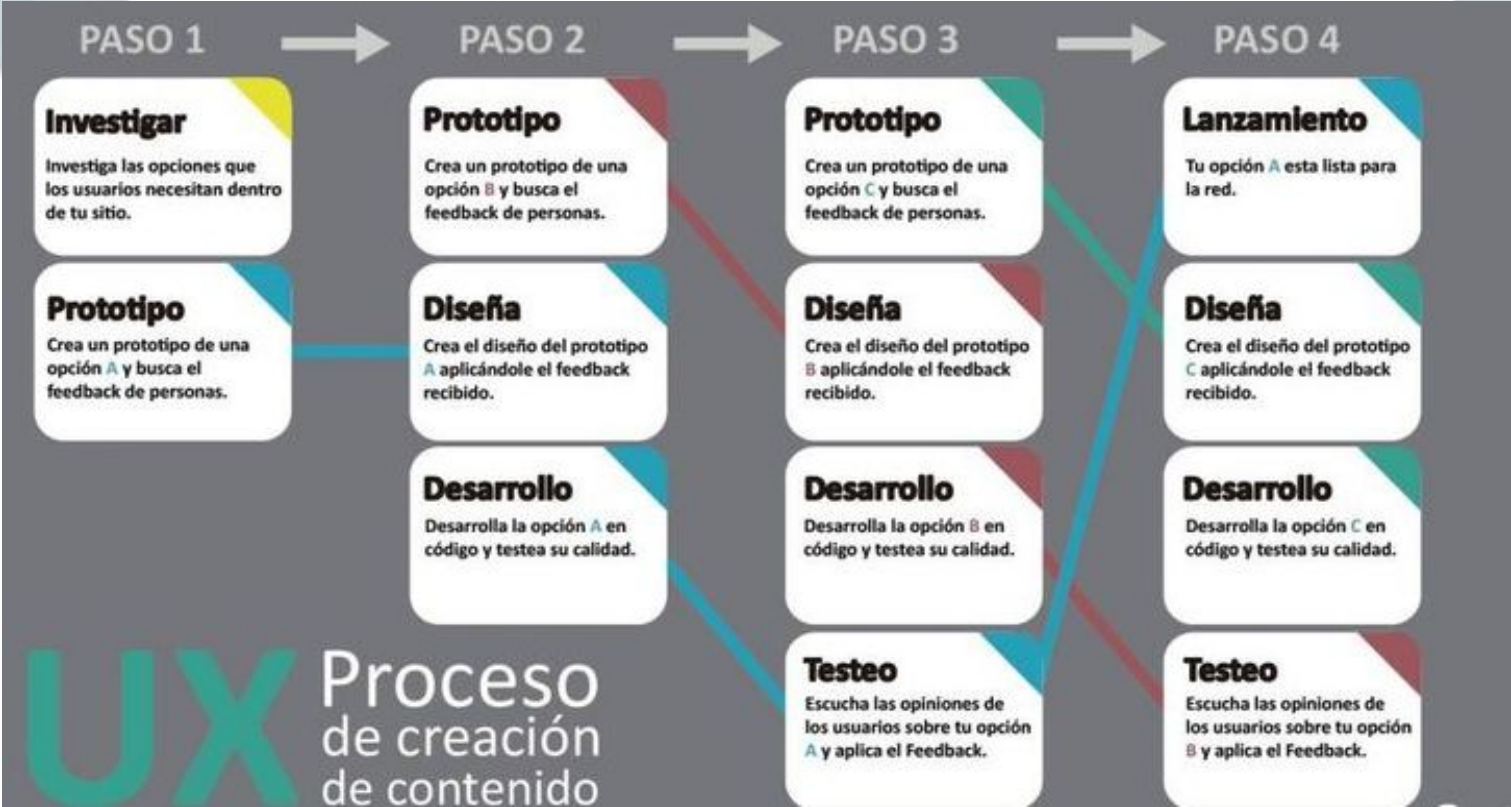 PASO 1
PASO 2
PASO 3
PASO 4
Investigar
Investiga las opciones que
los usuarios necesitan dentro
de tu sitio.
Prototipo
Crea un prototipo de una
opción A y busca el
feedback de personas.
Prototipo
Crea un prototipo de una
opción B y busca el
feedback de personas.
Diseña
Crea el diseño del prototipo
A aplicándole el feedback
recibido.
Desarrollo
Desarrolla la opción A en
código y testea su calidad.
Prototipo
Crea un prototipo de una
opción C y busca el
feedback de personas.
Diseña
Crea el diseño del prototipo
B aplicándole el feedback
recibido.
Desarrollo
Desarrolla la opción B en
código y testea su calidad.
Testeo
Escucha las opiniones de
los usuarios sobre tu opción
A y aplica el Feedback.
Lanzamiento
Tu opción A esta lista para
la red.
Diseña
Crea el diseño del prototipo
C aplicándole el feedback
recibido.
Desarrollo
Desarrolla la opción C en
código y testea su calidad.
Testeo
Escucha las opiniones de
los usuarios sobre tu opción
B y aplica el Feedback.
UX
Proceso
de creación
de contenido